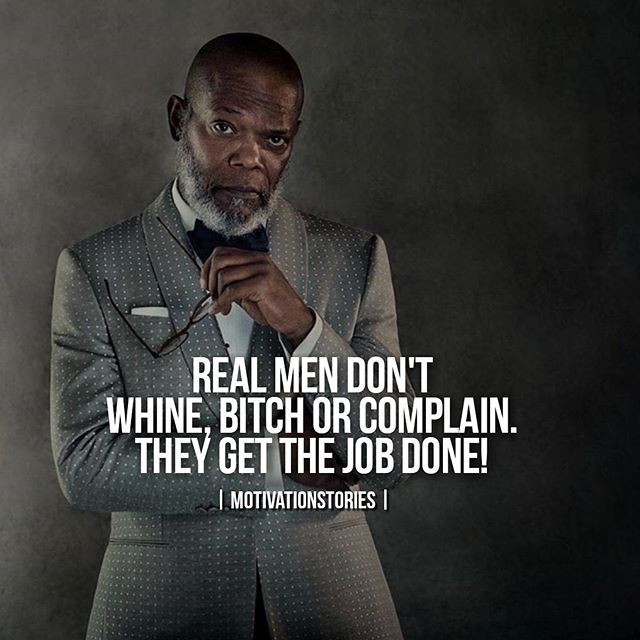 REAL MEN DON'T
WHINE, BITCH OR COMPLAIN.
THEY GET THE JOB DONE!
| MOTIVATIONSTORIES |